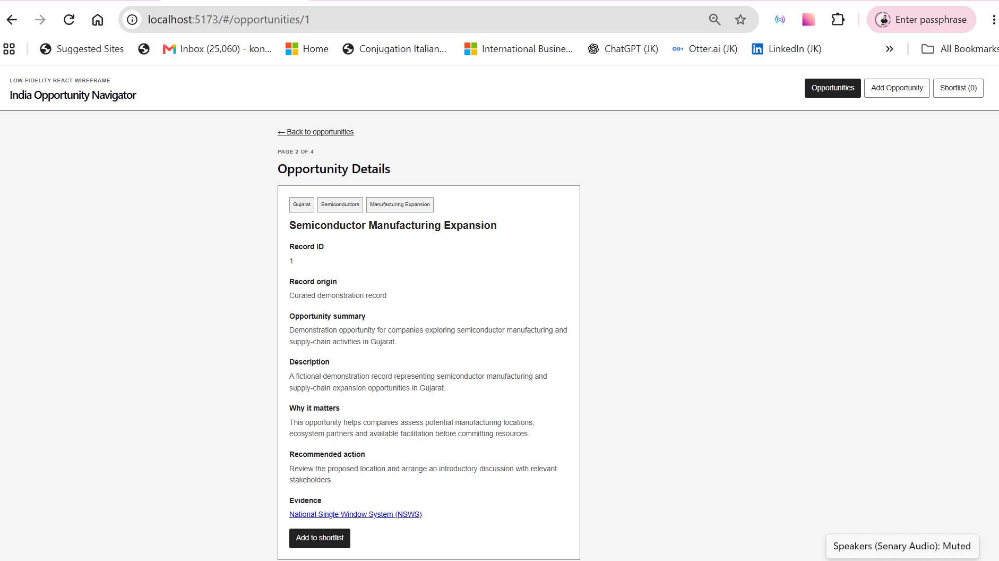 localhost:5173/#/opportunities/1
Enter passphrase
Suggested Sites
Inbox (25,060) - kon...
Home
Conjugation Italian...
International Busine...
ChatGPT (JK)
Otter.ai (JK)
LinkedIn (JK)
All Bookmarks
LOW-FIDELITY REACT WIREFRAME
India Opportunity Navigator
Opportunities
Add Opportunity
Shortlist (0)
← Back to opportunities
PAGE 2 OF 4
Opportunity Details
Gujarat
Semiconductors
Manufacturing Expansion
Semiconductor Manufacturing Expansion
Record ID
1
Record origin
Curated demonstration record
Opportunity summary
Demonstration opportunity for companies exploring semiconductor manufacturing and
supply-chain activities in Gujarat.
Description
A fictional demonstration record representing semiconductor manufacturing and
supply-chain expansion opportunities in Gujarat.
Why it matters
This opportunity helps companies assess potential manufacturing locations,
ecosystem partners and available facilitation before committing resources.
Recommended action
Review the proposed location and arrange an introductory discussion with relevant
stakeholders.
Evidence
National Single Window System (NSWS)
Add to shortlist
Speakers (Senary Audio): Muted